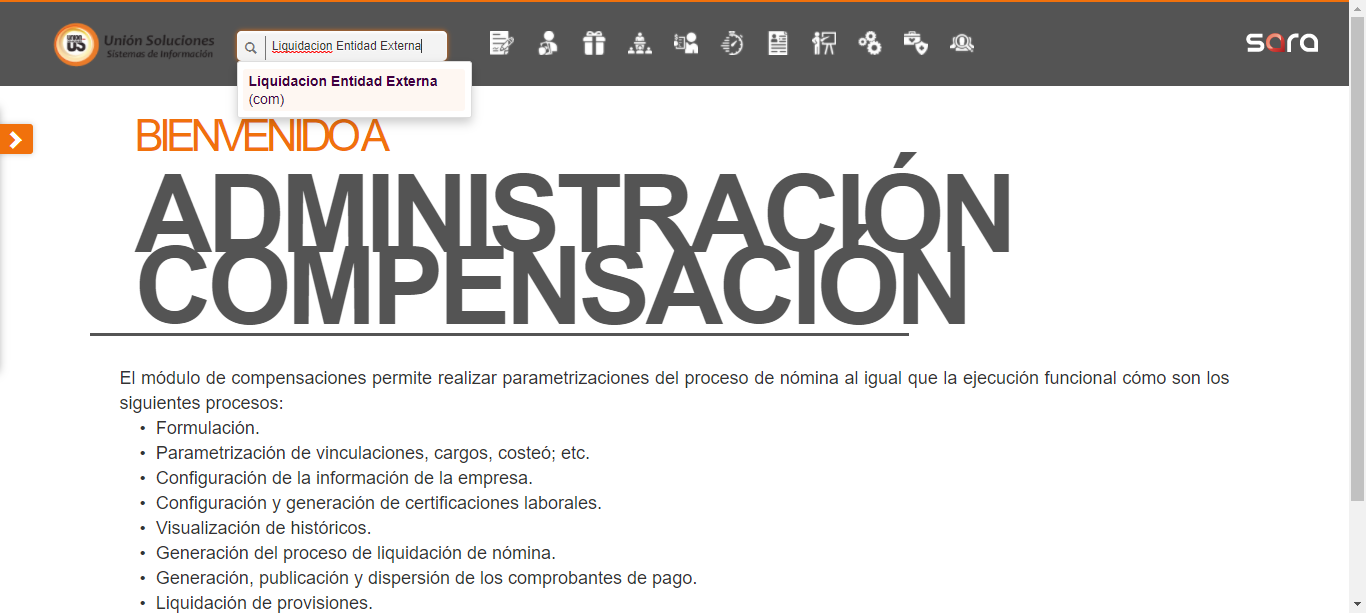 Unión Soluciones
Sistemas de Información
Liquidacion Entidad Externa
sora
Liquidacion Entidad Externa
(com)
BIENVENIDO A
ADMINISTRACIÓN
COMPENSACIÓN
El módulo de compensaciones permite realizar parametrizaciones del proceso de nómina al igual que la ejecución funcional cómo son los
siguientes procesos:
• Formulación.
• Parametrización de vinculaciones, cargos, costeó; etc.
• Configuración de la información de la empresa.
• Configuración y generación de certificaciones laborales.
• Visualización de históricos.
• Generación del proceso de liquidación de nómina.
• Generación, publicación y dispersión de los comprobantes de pago.
• Liquidación de provisiones.